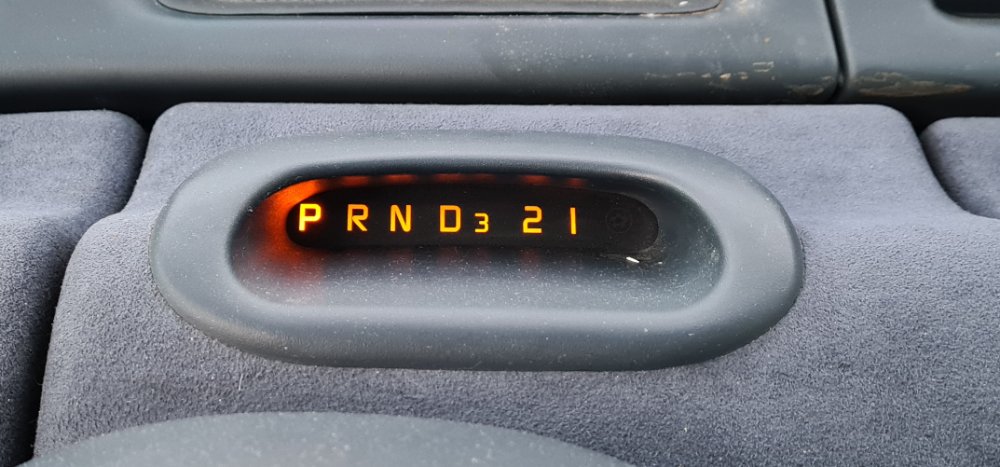 P R N D3 2 1